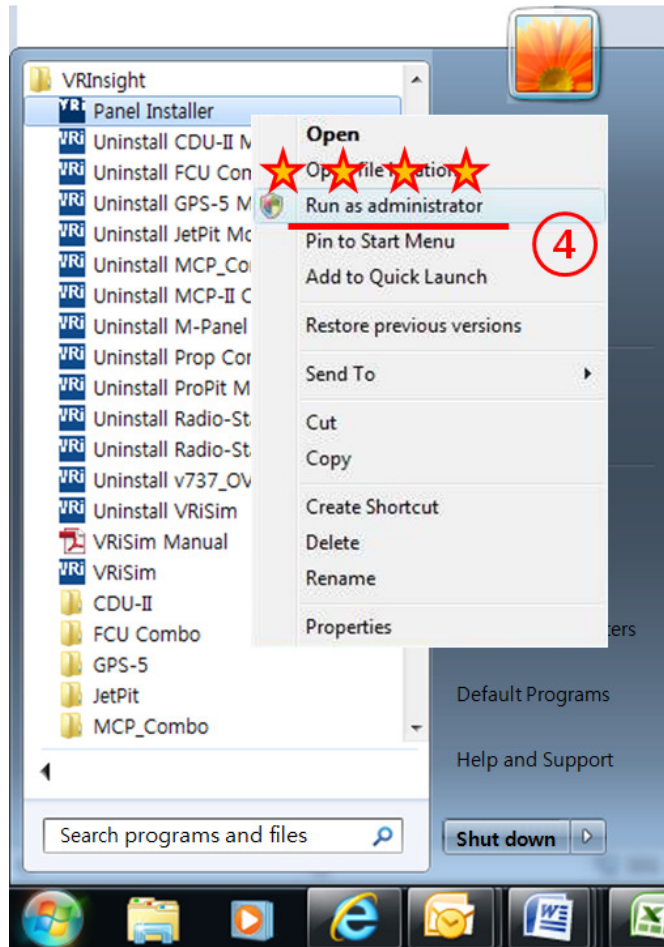 VRInsight
Panel Installer
Uninstall CDU-II M
Uninstall FCU Com
Uninstall GPS-5 M
Uninstall JetPit Mo
Uninstall MCP_Co
Uninstall MCP-II C
Uninstall M-Panel
Uninstall Prop Cor
Uninstall ProPit M
Uninstall Radio-St
Uninstall Radio-St
Uninstall v737_OV
Uninstall VRiSim
VRiSim Manual
VRiSim
CDU-II
FCU Combo
GPS-5
JetPit
MCP_Combo
Search programs and files
Open
Run as administrator
4
Pin to Start Menu
Add to Quick Launch
Restore previous versions
Send To
Cut
Copy
Create Shortcut
Delete
Rename
Properties
ters
Default Programs
Help and Support
Shut down